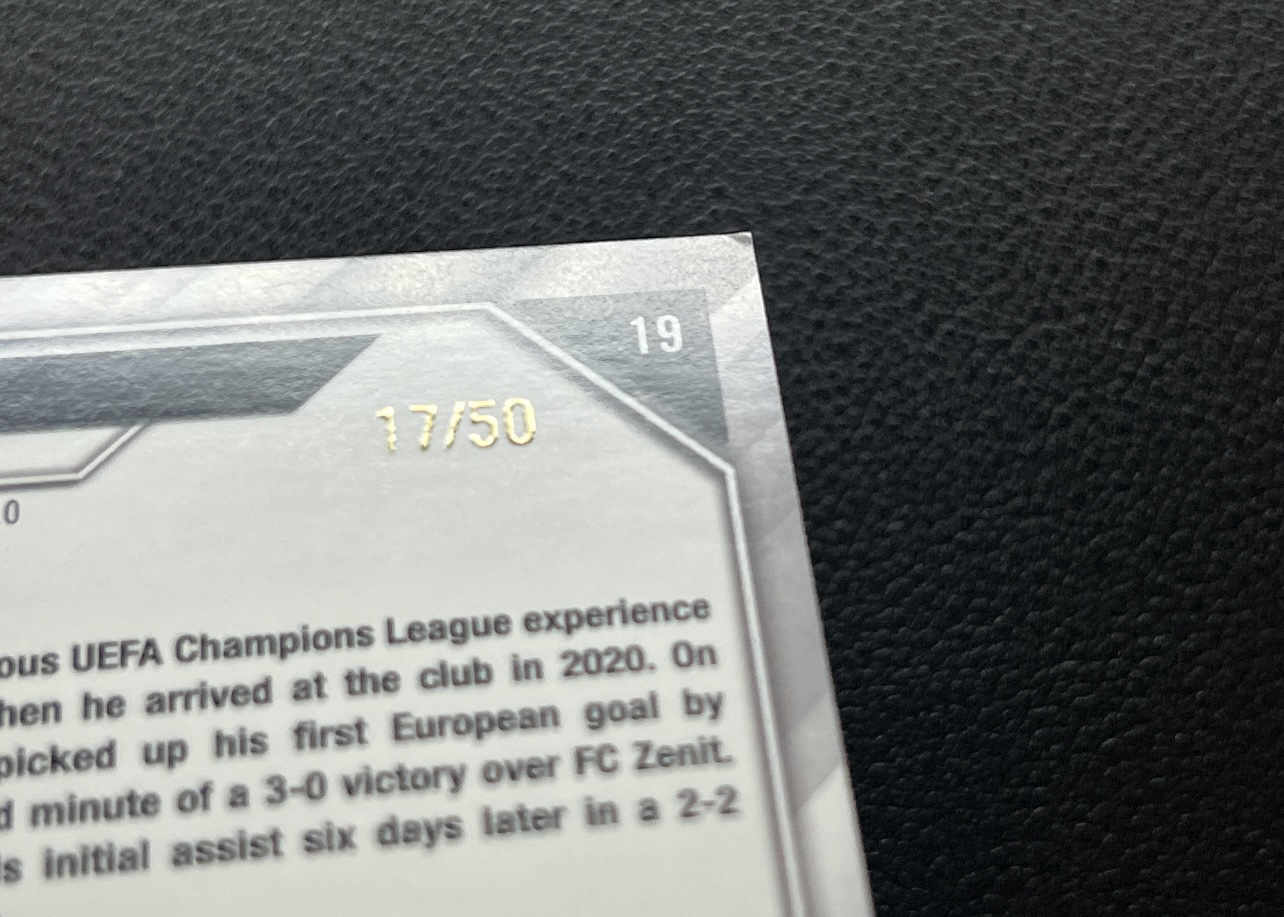 19
17/50
0
ous UEFA Champions League experience
hen he arrived at the club in 2020. On
picked up his first European goal by
d minute of a 3-0 victory over FC Zenit.
s initial assist six days later in a 2-2